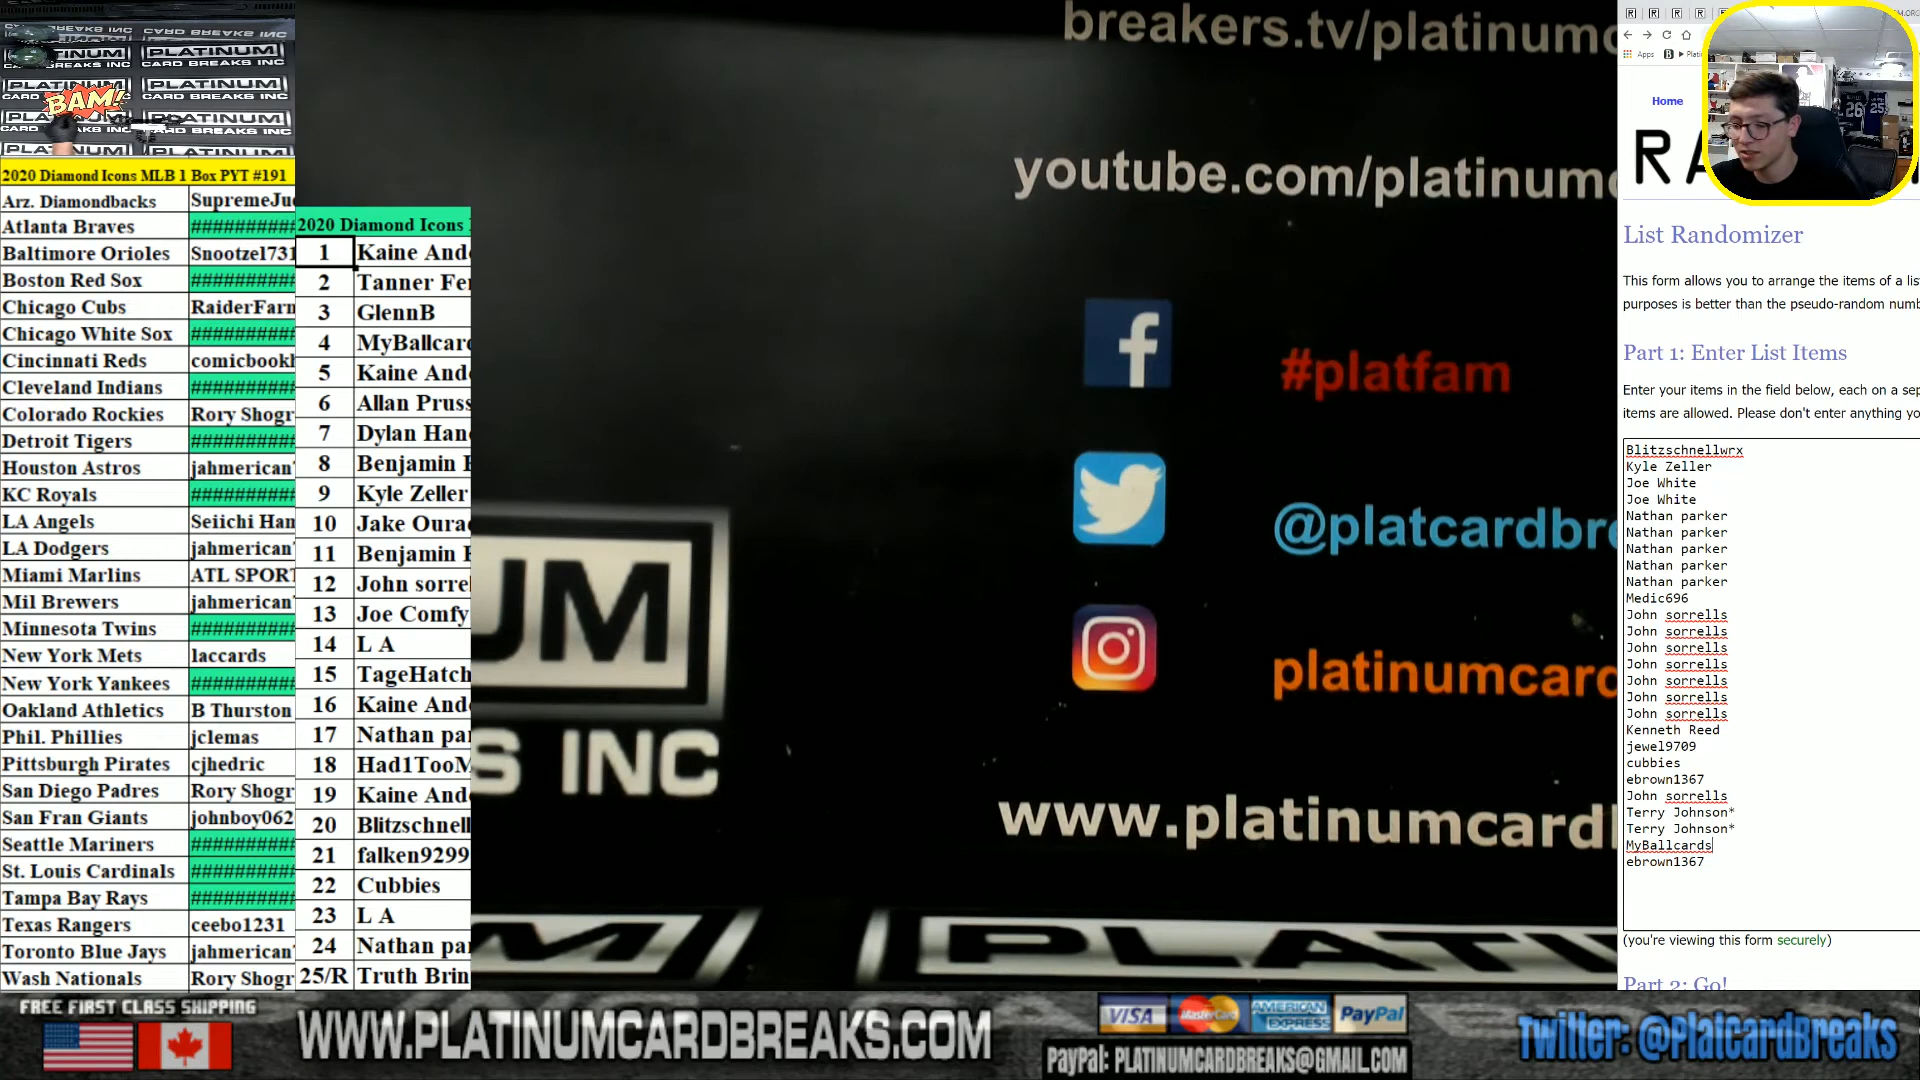 BAM!
PLATINUM
CARD BREAKS INC
2020 Diamond Icons MLB 1 Box PYT #191
Arz. Diamondbacks SupremeJu
Atlanta Braves ##########
Baltimore Orioles Snootzel731
Boston Red Sox ##########
Chicago Cubs RaiderFarm
Chicago White Sox ##########
Cincinnati Reds comicbookl
Cleveland Indians ##########
Colorado Rockies Rory Shogr
Detroit Tigers ##########
Houston Astros jahmerican
KC Royals ##########
LA Angels Seiichi Han
LA Dodgers jahmerican
Miami Marlins ATL SPORT
Mil Brewers jahmerican
Minnesota Twins ##########
New York Mets laccards
New York Yankees ##########
Oakland Athletics B Thurston
Phil. Phillies jclemas
Pittsburgh Pirates cjhedric
San Diego Padres Rory Shogr
San Fran Giants johnboy062
Seattle Mariners ##########
St. Louis Cardinals ##########
Tampa Bay Rays ##########
Texas Rangers ceebo1231
Toronto Blue Jays jahmerican
Wash Nationals Rory Shogr
2020 Diamond Icons
1 Kaine And
2 Tanner Fe
3 GlennB
4 MyBallcar
5 Kaine And
6 Allan Pruss
7 Dylan Han
8 Benjamin
9 Kyle Zeller
10 Jake Oura
11 Benjamin
12 John sorre
13 Joe Comfy
14 L A
15 TageHatch
16 Kaine And
17 Nathan par
18 Had1TooM
19 Kaine And
20 Blitzschnell
21 falken9299
22 Cubbies
23 L A
24 Nathan par
25/R Truth Brin
breakers.tv/platinumc
youtube.com/platinumc
#platfam
@platcardbr
platinumcard
www.platinumcardb
UM
S INC
M
PLATI
Apps
Home
List Randomizer
This form allows you to arrange the items of a lis
purposes is better than the pseudo-random numb
Part 1: Enter List Items
Enter your items in the field below, each on a sep
items are allowed. Please don't enter anything yo
Blitzschnellwrx
Kyle Zeller
Joe White
Joe White
Nathan parker
Nathan parker
Nathan parker
Nathan parker
Nathan parker
Medic696
John sorrells
John sorrells
John sorrells
John sorrells
John sorrells
John sorrells
John sorrells
Kenneth Reed
jewel9709
cubbies
ebrown1367
John sorrells
Terry Johnson*
Terry Johnson*
MyBallcards
ebrown1367
(you're viewing this form securely)
Part 2: Go!
FREE FIRST CLASS SHIPPING
WWW.PLATINUMCARDBREAKS.COM
VISA MasterCard AMERICAN EXPRESS PayPal
PAYPAL: PLATINUMCARDBREAKS@GMAIL.COM
Twitter: @PlatCardBreaks